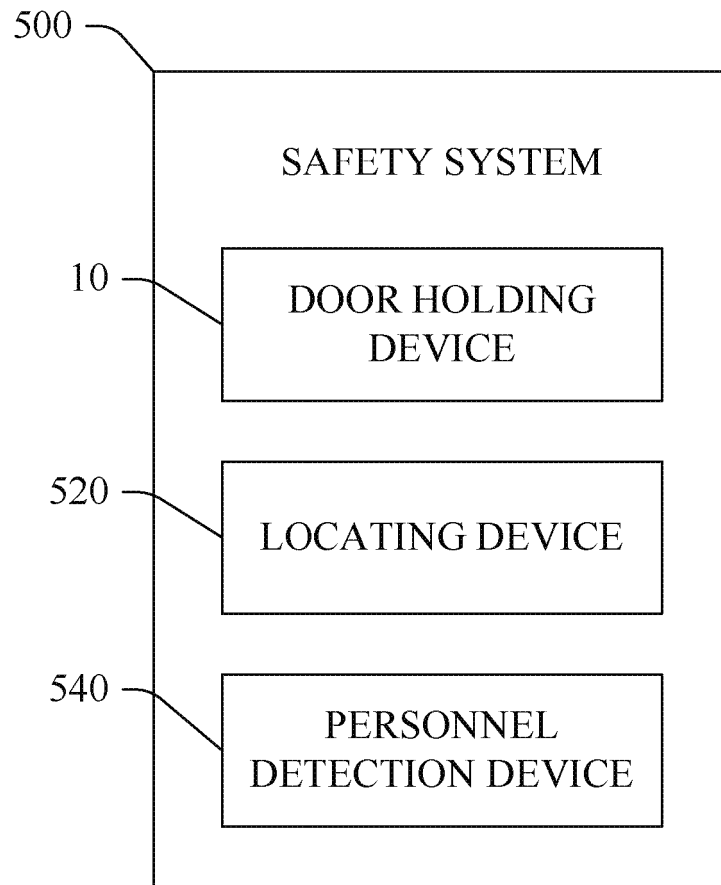 500
SAFETY SYSTEM
10
DOOR HOLDING
DEVICE
520
LOCATING DEVICE
540
PERSONNEL
DETECTION DEVICE